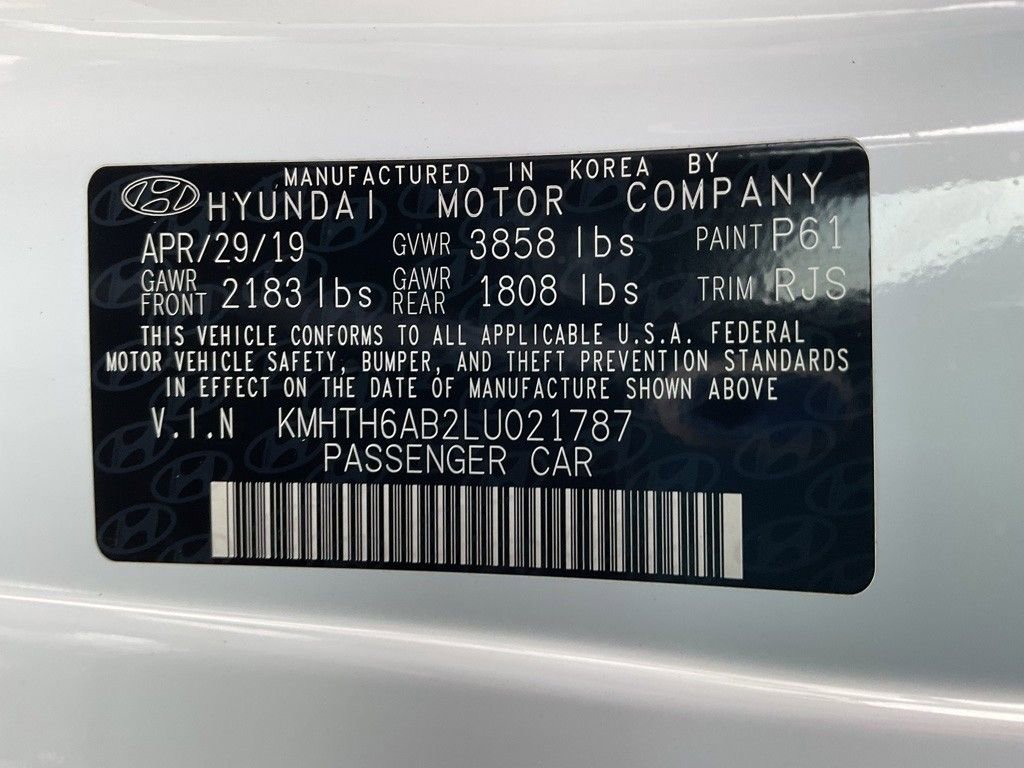 MANUFACTURED IN KOREA BY
HYUNDAI MOTOR COMPANY
APR/29/19 GVWR 3858 lbs PAINT P61
GAWR FRONT 2183 lbs GAWR REAR 1808 lbs TRIM RJS
THIS VEHICLE CONFORMS TO ALL APPLICABLE U.S.A. FEDERAL
MOTOR VEHICLE SAFETY, BUMPER, AND THEFT PREVENTION STANDARDS
IN EFFECT ON THE DATE OF MANUFACTURE SHOWN ABOVE
V.I.N KMHTH6AB2LU021787
PASSENGER CAR